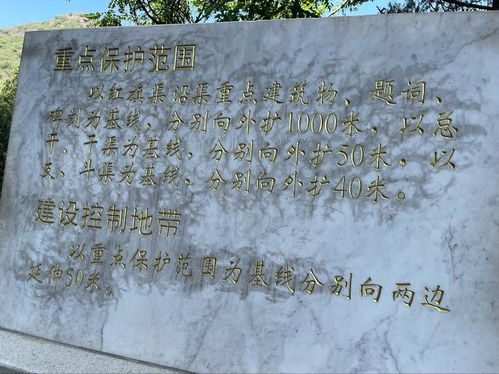 重点保护范围
以红旗渠沿渠重点建筑物、题词、
碑刻为基线，分别向外扩1000米，以总
干、干渠为基线，分别向外扩50米，以
支、斗渠为基线，分别向外扩40米。
建设控制地带
以重点保护范围为基线分别向两边
延伸50米。